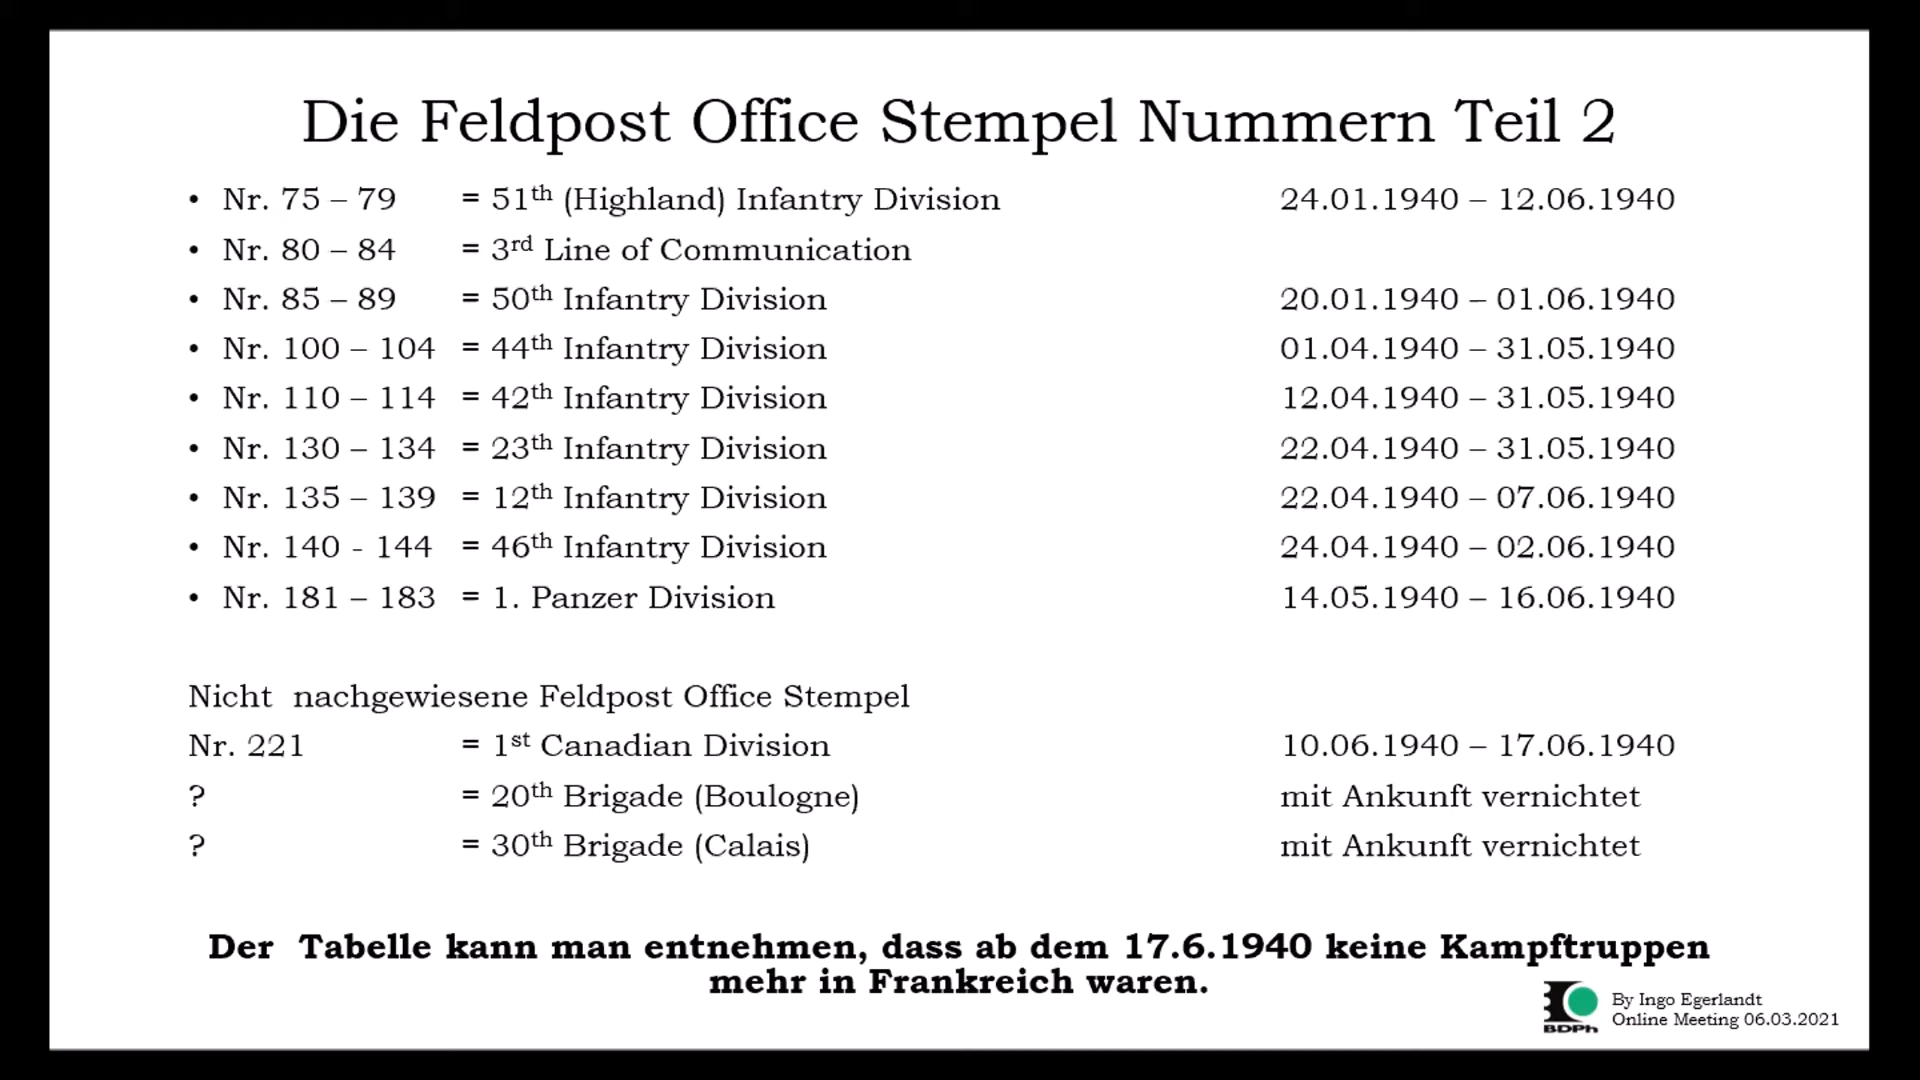 Die Feldpost Office Stempel Nummern Teil 2
• Nr. 75 – 79 = 51th (Highland) Infantry Division 24.01.1940 – 12.06.1940
• Nr. 80 – 84 = 3rd Line of Communication
• Nr. 85 – 89 = 50th Infantry Division 20.01.1940 – 01.06.1940
• Nr. 100 – 104 = 44th Infantry Division 01.04.1940 – 31.05.1940
• Nr. 110 – 114 = 42th Infantry Division 12.04.1940 – 31.05.1940
• Nr. 130 – 134 = 23th Infantry Division 22.04.1940 – 31.05.1940
• Nr. 135 – 139 = 12th Infantry Division 22.04.1940 – 07.06.1940
• Nr. 140 - 144 = 46th Infantry Division 24.04.1940 – 02.06.1940
• Nr. 181 – 183 = 1. Panzer Division 14.05.1940 – 16.06.1940
Nicht nachgewiesene Feldpost Office Stempel
Nr. 221 = 1st Canadian Division 10.06.1940 – 17.06.1940
? = 20th Brigade (Boulogne) mit Ankunft vernichtet
? = 30th Brigade (Calais) mit Ankunft vernichtet
Der Tabelle kann man entnehmen, dass ab dem 17.6.1940 keine Kampftruppen
mehr in Frankreich waren.
BDPh
By Ingo Egerlandt
Online Meeting 06.03.2021